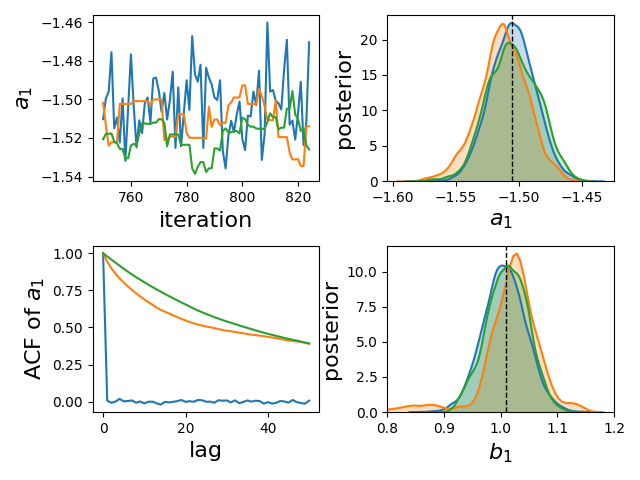 −1.46
−1.48
−1.50
−1.52
−1.54
a₁
760 780 800 820
iteration
20
15
10
5
0
posterior
−1.60 −1.55 −1.50 −1.45
a₁
1.00
0.75
0.50
0.25
0.00
ACF of a₁
0 20 40
lag
10.0
7.5
5.0
2.5
0.0
posterior
0.8 0.9 1.0 1.1 1.2
b₁